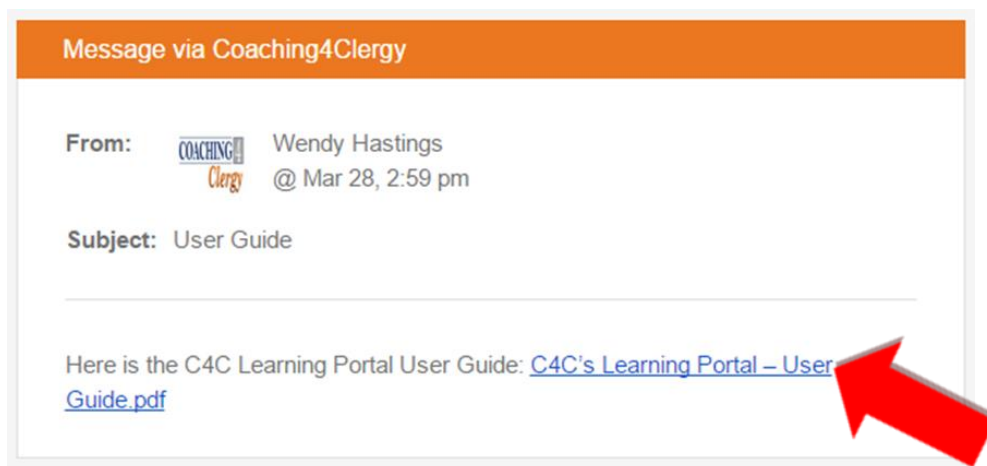 Message via Coaching4Clergy
From:
COACHING 4
Clergy
Wendy Hastings
@ Mar 28, 2:59 pm
Subject: User Guide
Here is the C4C Learning Portal User Guide: C4C's Learning Portal – User
Guide.pdf